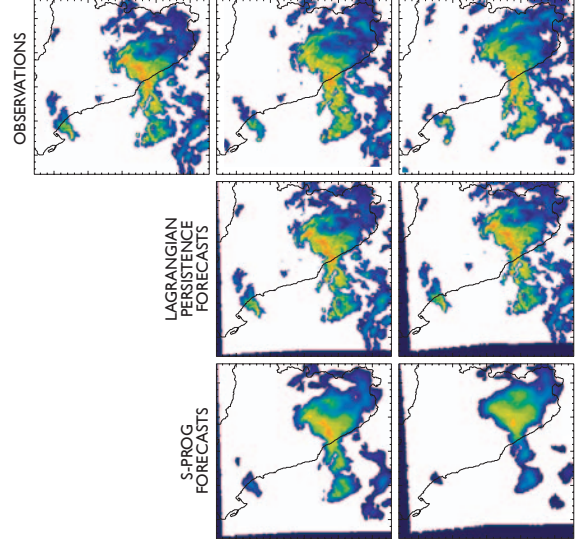 OBSERVATIONS
LAGRANGIAN
PERSISTENCE
FORECASTS
S-PROG
FORECASTS